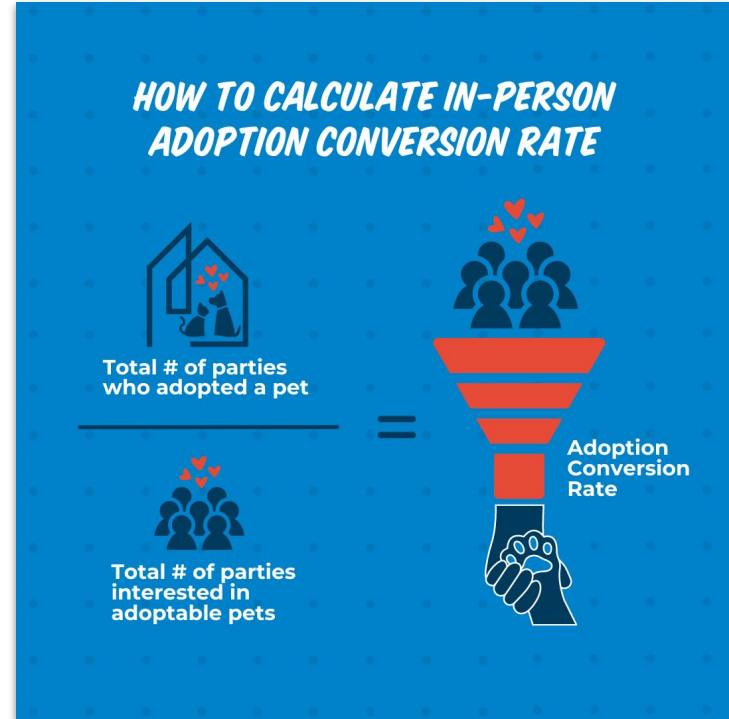 HOW TO CALCULATE IN-PERSON
ADOPTION CONVERSION RATE
Total # of parties
who adopted a pet
=
Total # of parties
interested in
adoptable pets
Adoption
Conversion
Rate